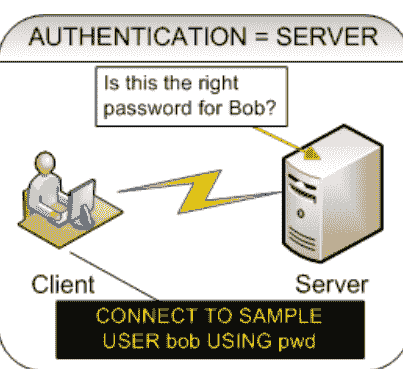 AUTHENTICATION = SERVER
Is this the right
password for Bob?
Client
Server
CONNECT TO SAMPLE
USER bob USING pwd